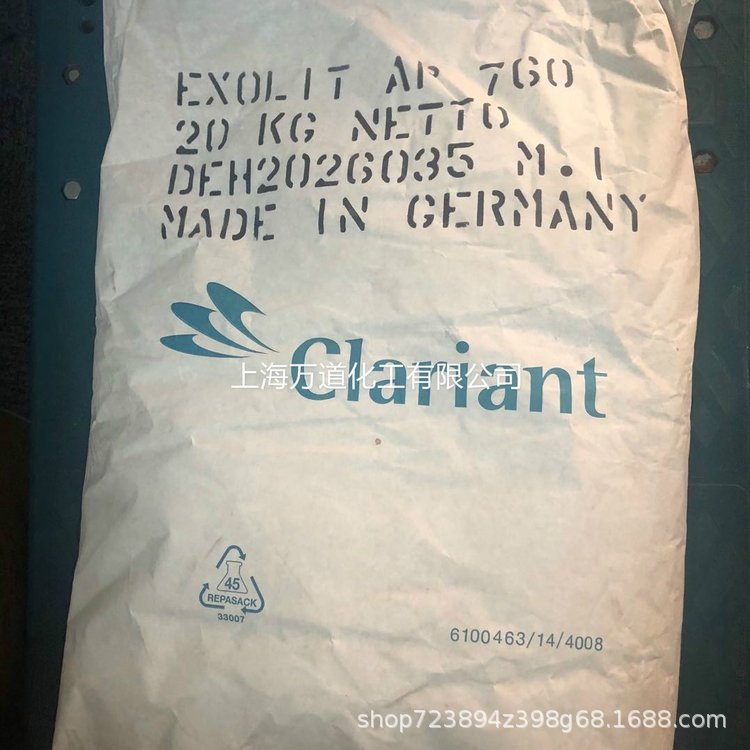 EXOLIT AP 760
20 KG NETTO
DEH2026035 M.I
MADE IN GERMANY
Clariant
上海万道化工有限公司
45
REPASACK
33007
6100463/14/4008
shop723894z398g68.1688.com